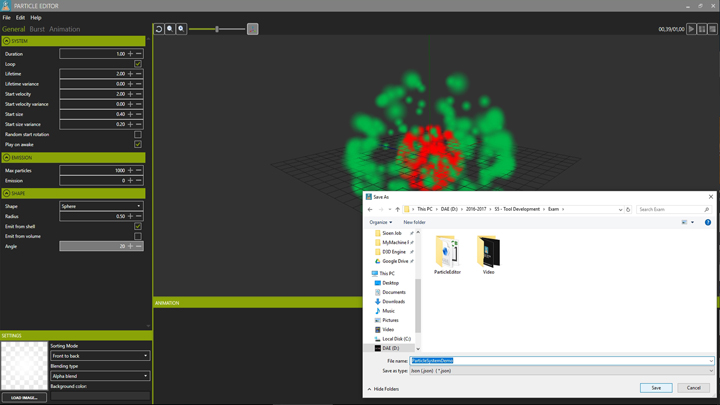 PARTICLE EDITOR
File Edit Help
General Burst Animation
00,39/01,00
SYSTEM
Duration 1.00
Loop
Lifetime 2.00
Lifetime variance 0.00
Start velocity 2.00
Start velocity variance 0.00
Start size 0.40
Start size variance 0.20
Random start rotation
Play on awake
EMISSION
Max particles 1000
Emission 0
SHAPE
Shape Sphere
Radius 0.50
Emit from shell
Emit from volume
Angle 20
ANIMATION
SETTINGS
Sorting Mode
Front to back
Blending type
Alpha blend
Background color:
LOAD IMAGE...
Save As
This PC > DAE (D:) > 2016-2017 > S5 - Tool Development > Exam >
Search Exam
Organize New folder
Sioen Job
MyMachine F
D3D Engine
Google Drive
This PC
Desktop
Documents
Downloads
Music
Pictures
Video
Local Disk (C:)
DAE (D:)
ParticleEditor
Video
File name: ParticleSystemDemo
Save as type: Json (.json) (*.json)
Hide Folders
Save
Cancel